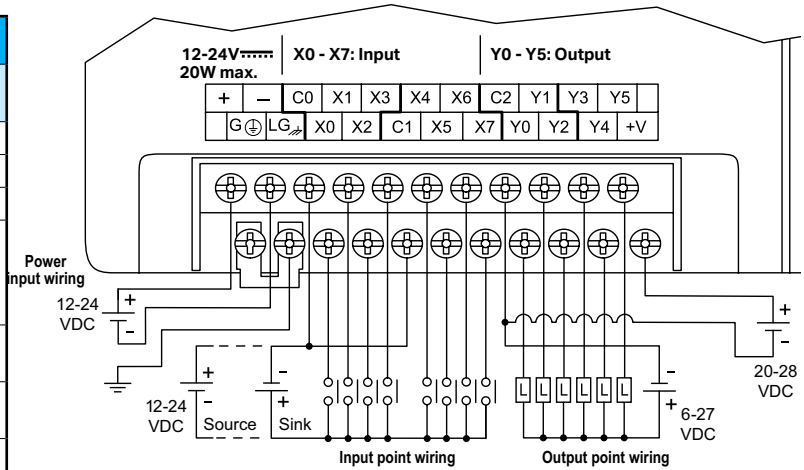 12-24V
20W max.
X0 - X7: Input
Y0 - Y5: Output
+ – C0 X1 X3 X4 X6 C2 Y1 Y3 Y5
G LG X0 X2 C1 X5 X7 Y0 Y2 Y4 +V
Power
input wiring
12-24
VDC
+
-
12-24
VDC
+
-
Source
Sink
-
+
L L L L L L
-
+
6-27
VDC
+
-
20-28
VDC
Input point wiring
Output point wiring